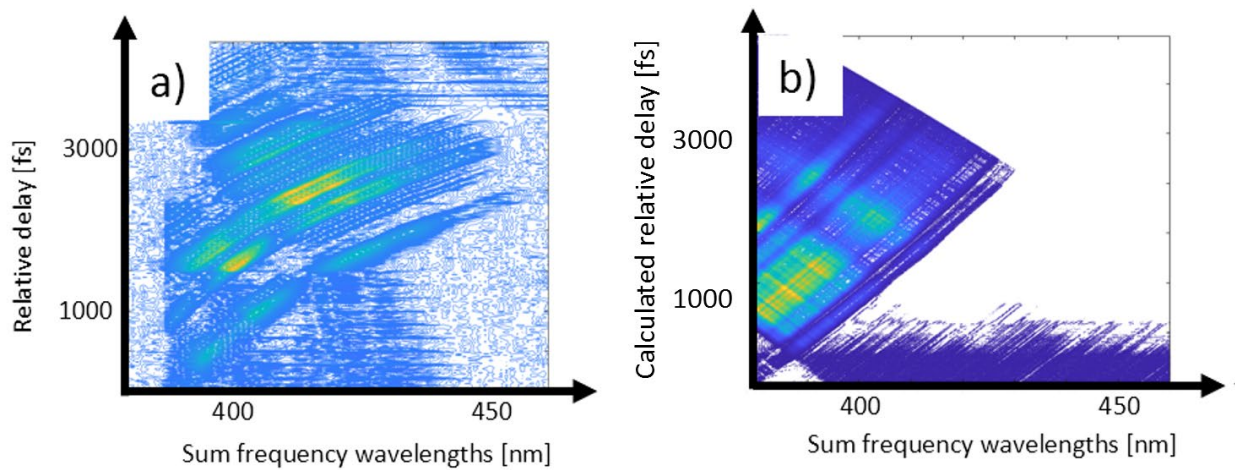 a)
Relative delay [fs]
3000
1000
400
450
Sum frequency wavelengths [nm]
b)
Calculated relative delay [fs]
3000
1000
400
450
Sum frequency wavelengths [nm]